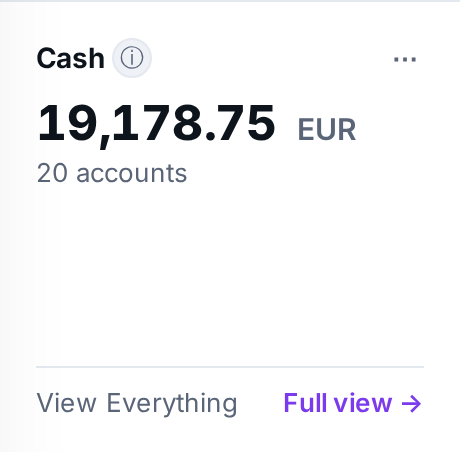 Cash ⓘ ...
19,178.75 EUR
20 accounts
View Everything Full view →